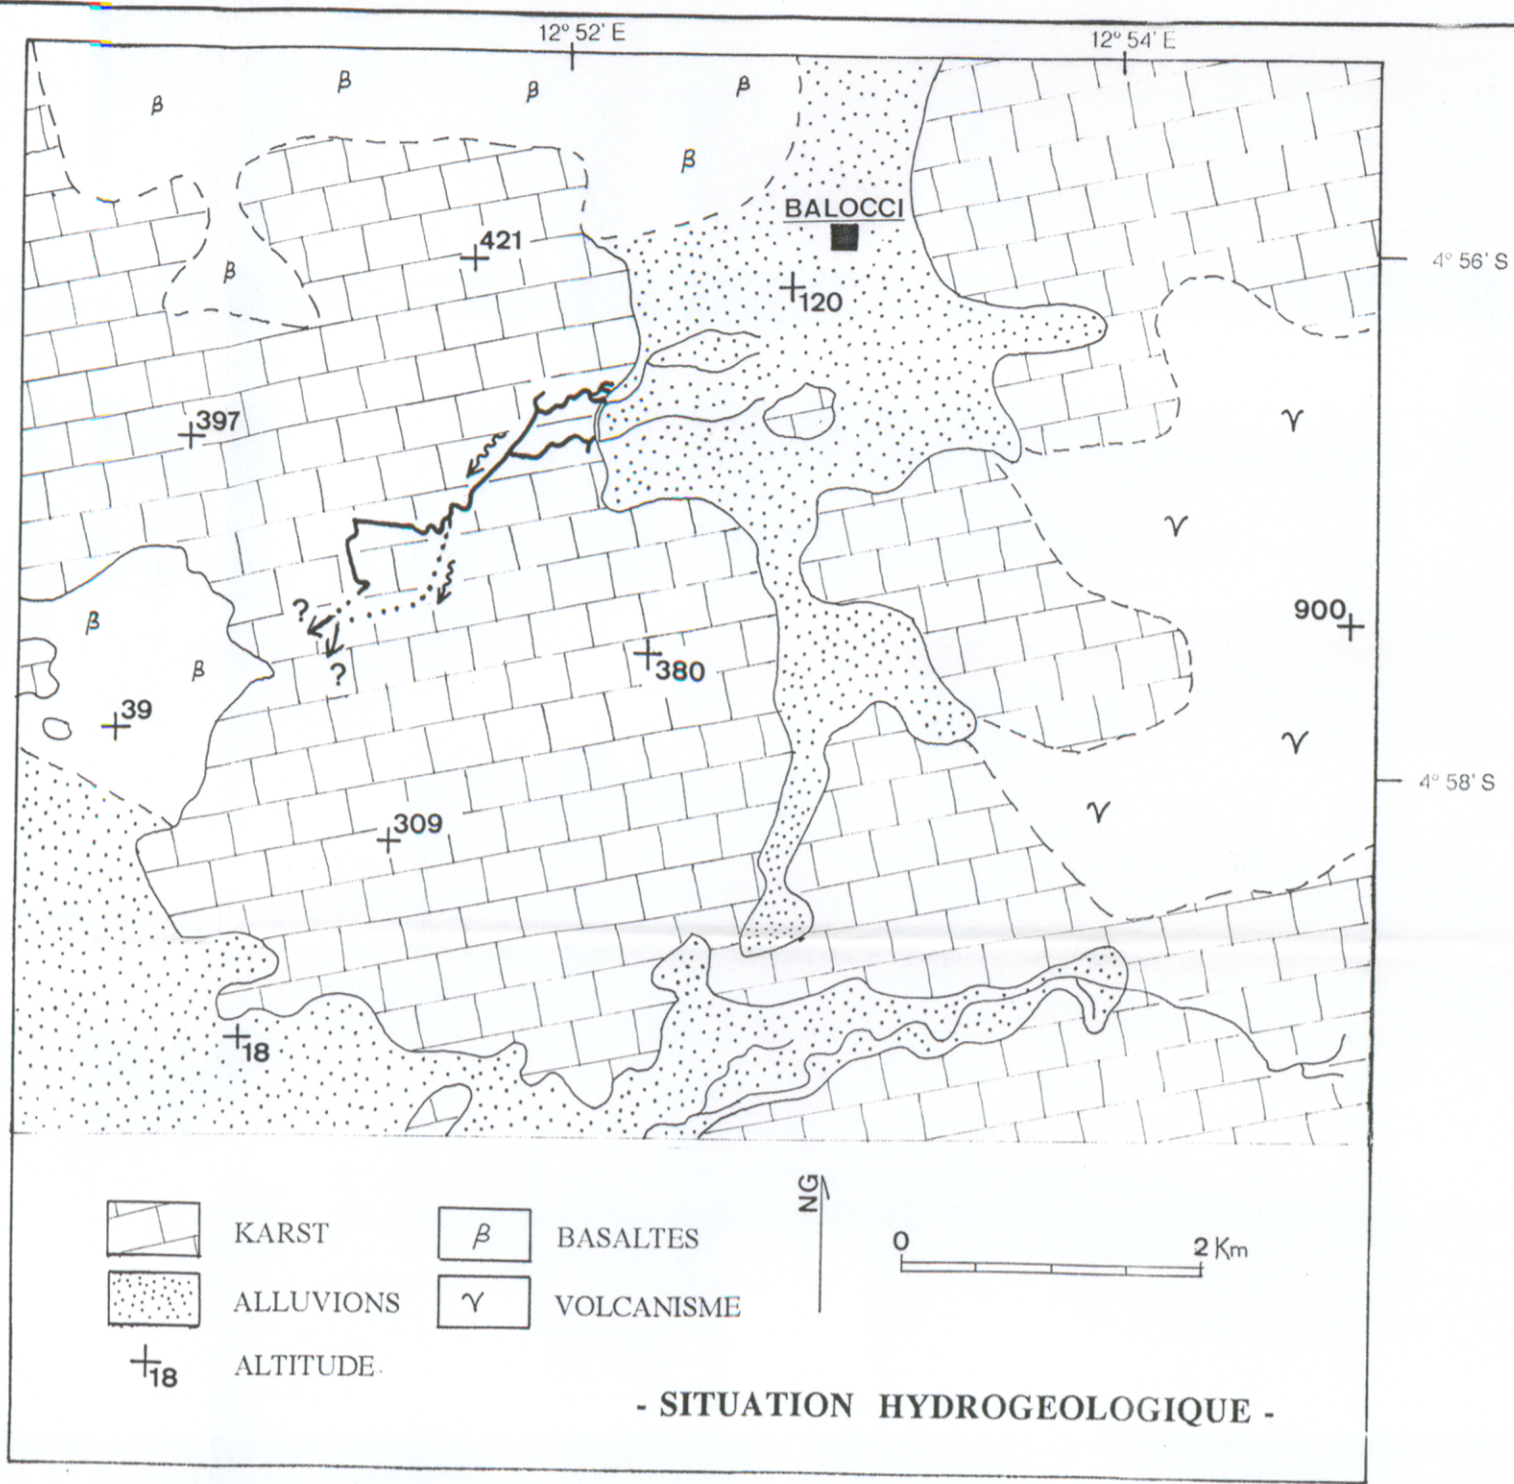 12° 52' E
12° 54' E
β
β
β
β
β
BALOCCI
421
4° 56' S
β
120
397
γ
γ
?
900
β
380
β
?
39
γ
4° 58' S
γ
309
18
NG
KARST
β
BASALTES
0
2 Km
ALLUVIONS
γ
VOLCANISME
18
ALTITUDE.
- SITUATION HYDROGEOLOGIQUE -